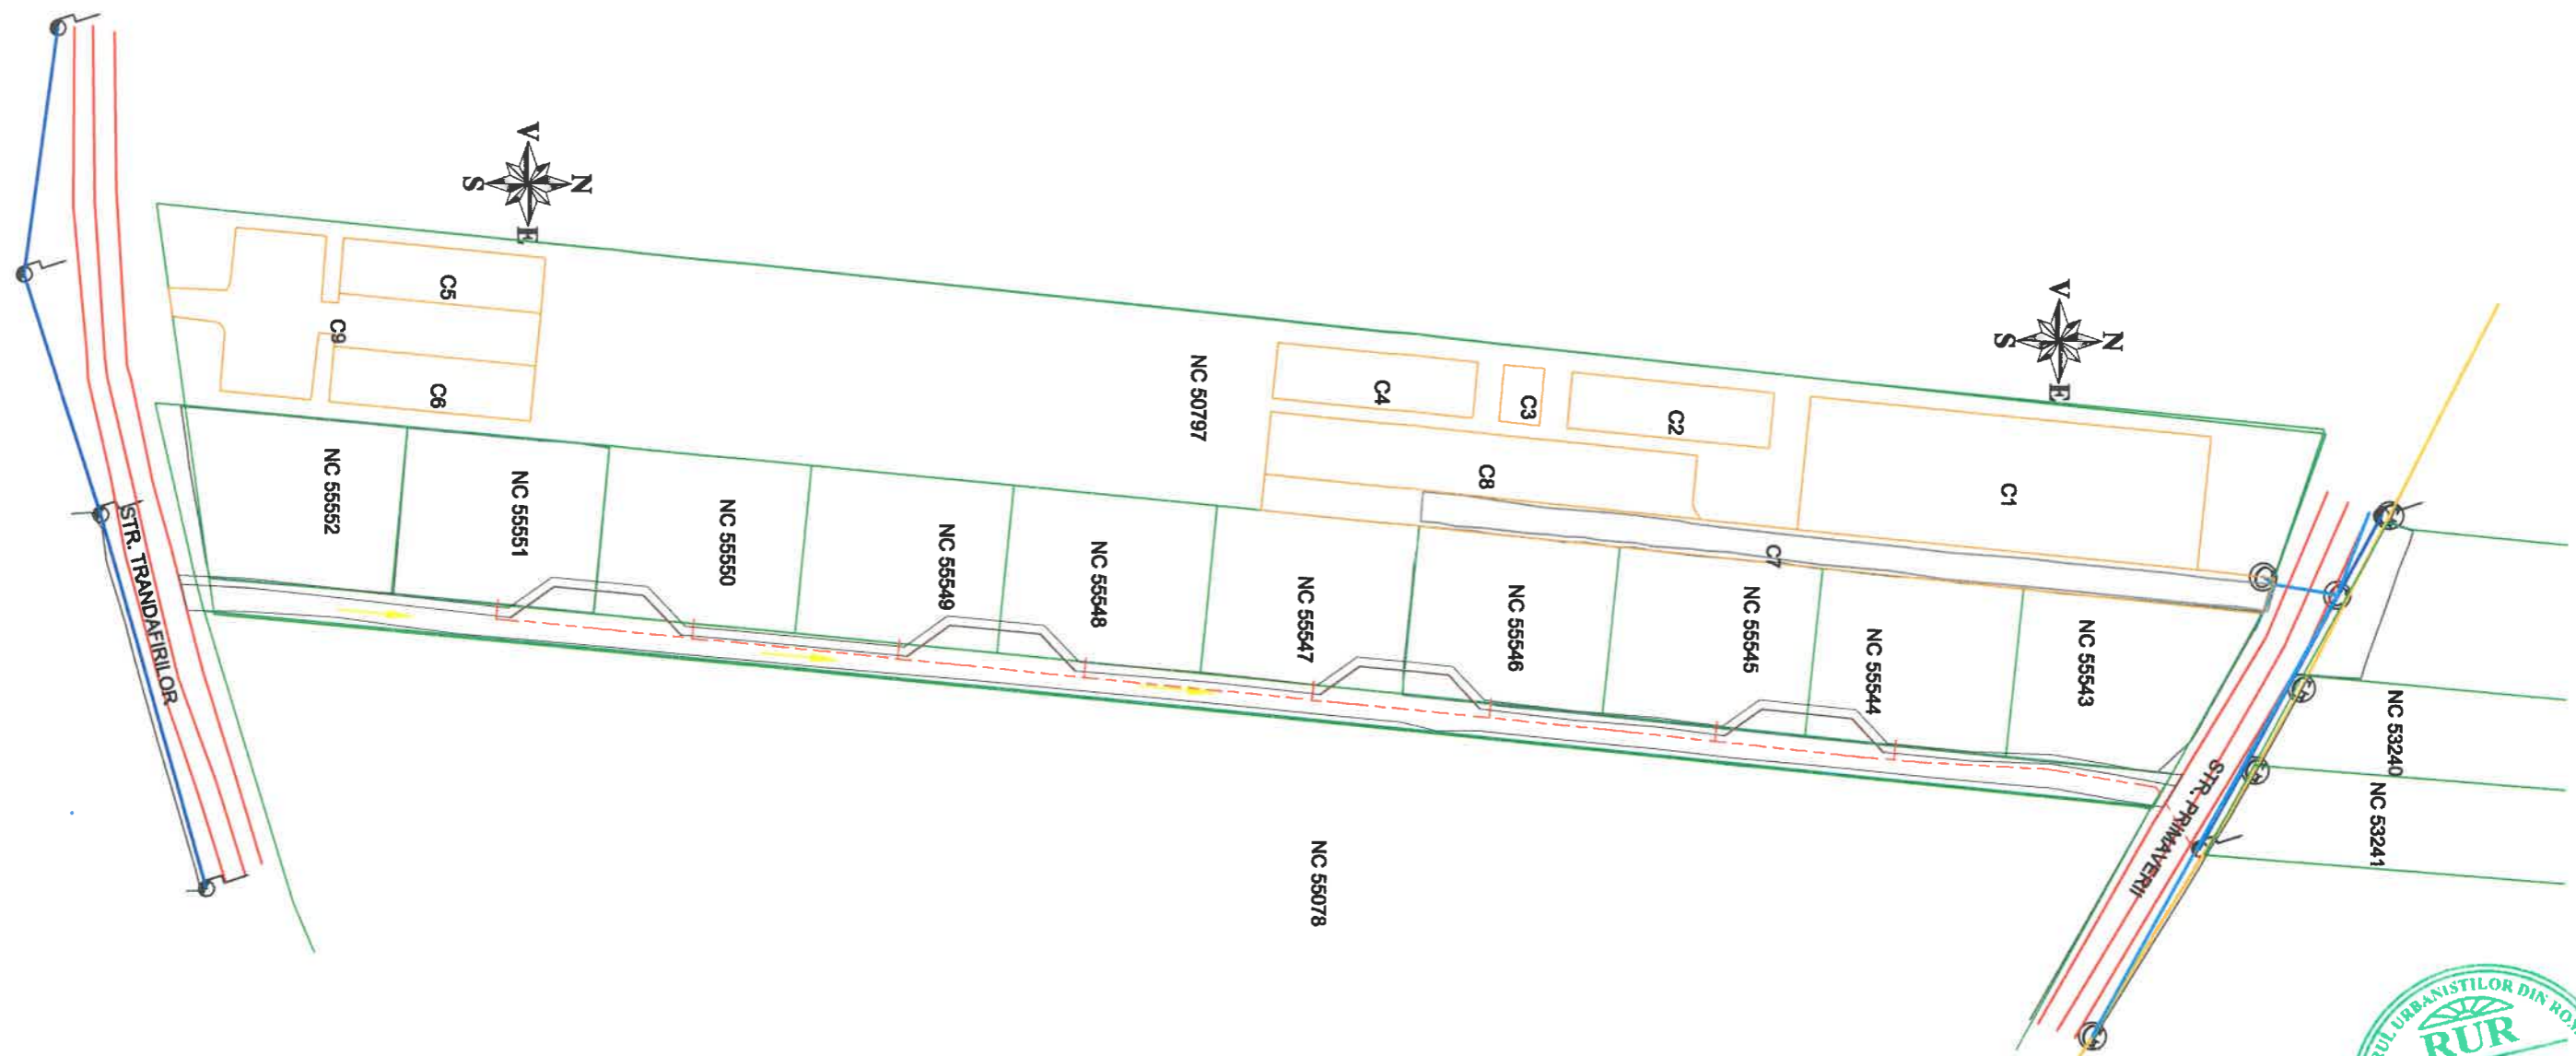 V
N
S
E
V
N
S
E
C5
C9
C6
NC 50797
C4
C3
C2
C8
C1
C7
NC 55552
NC 55551
NC 55550
NC 55549
NC 55548
NC 55547
NC 55546
NC 55545
NC 55544
NC 55543
NC 53240
NC 53241
STR. TRANDAFIRILOR
STR. PRIMAVERII
NC 55078
URBANISTILOR DIN
RUR